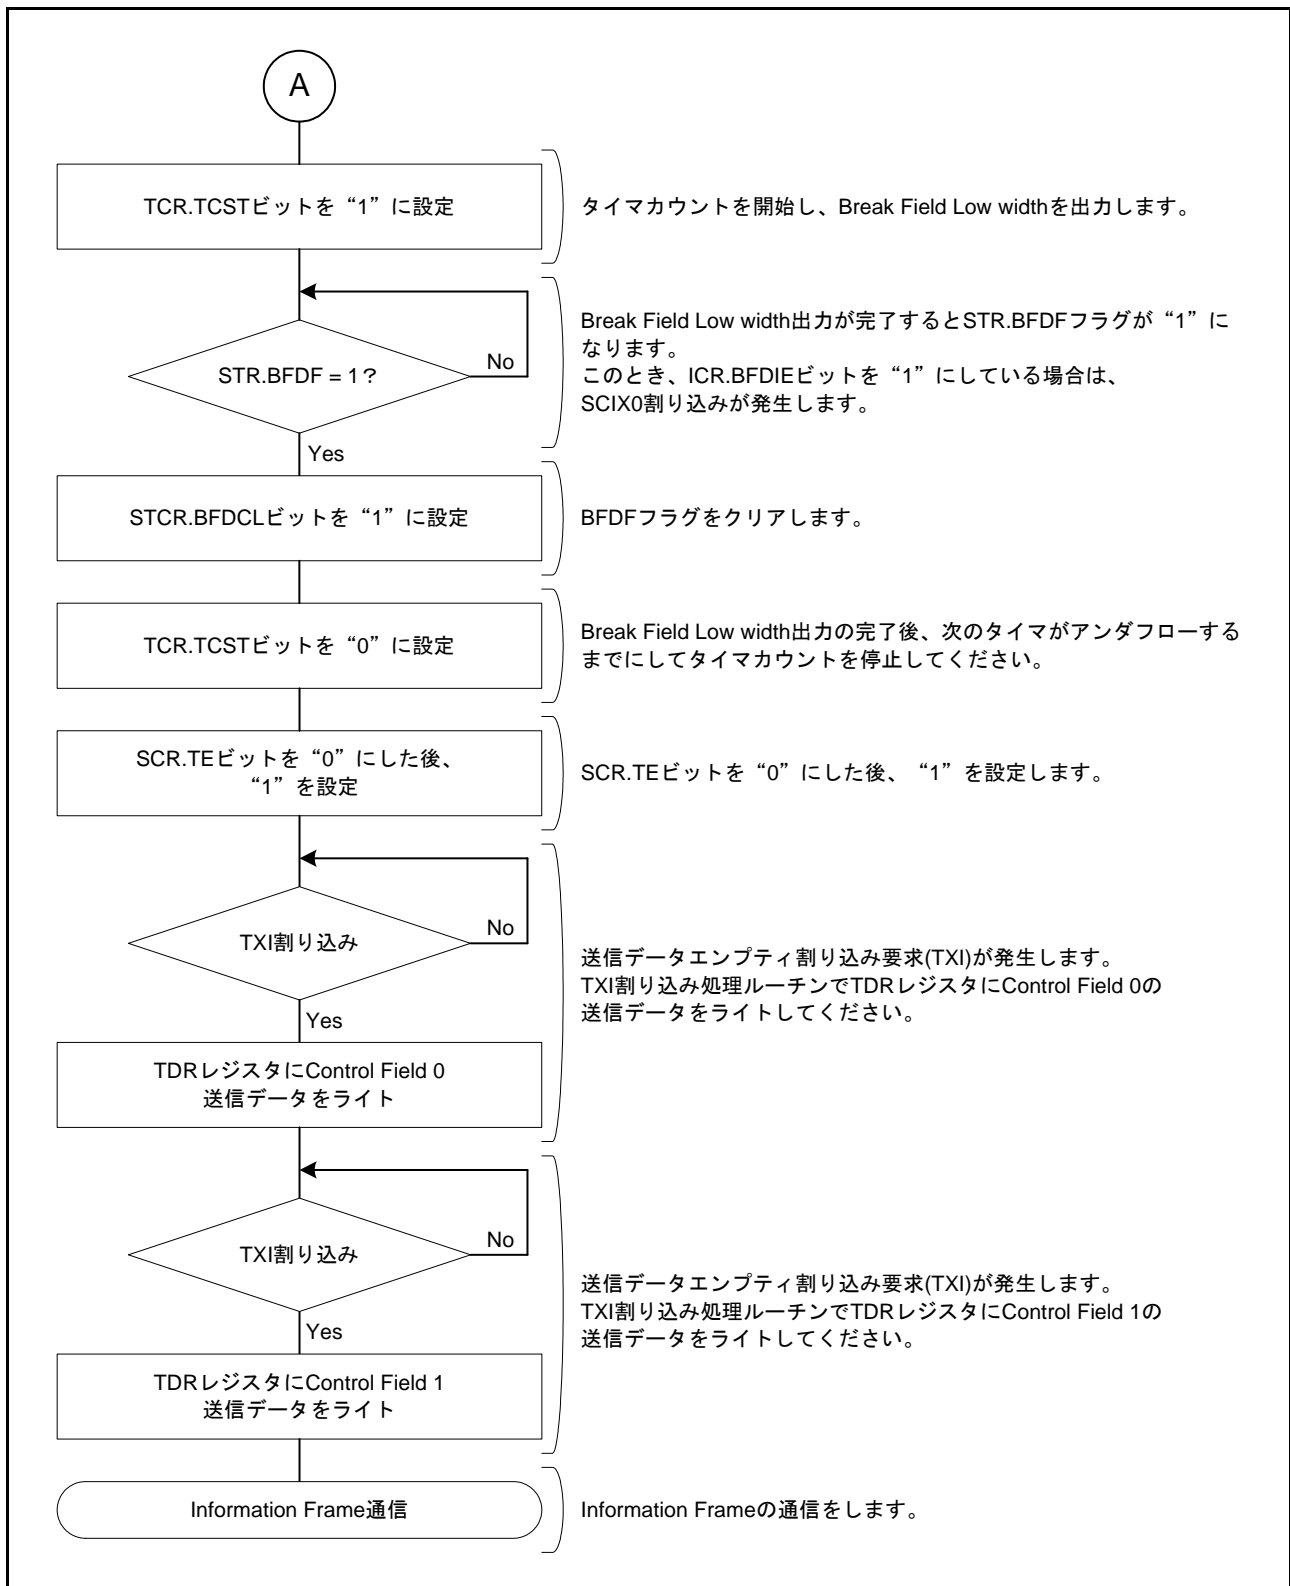 A
TCR.TCSTビットを“1”に設定
タイマカウントを開始し、Break Field Low widthを出力します。
STR.BFDF = 1?
No
Yes
Break Field Low width出力が完了するとSTR.BFDFフラグが“1”に
なります。
このとき、ICR.BFDIEビットを“1”にしている場合は、
SCIX0割り込みが発生します。
STCR.BFDCLビットを“1”に設定
BFDFフラグをクリアします。
TCR.TCSTビットを“0”に設定
Break Field Low width出力の完了後、次のタイマがアンダフローする
までにしてタイマカウントを停止してください。
SCR.TEビットを“0”にした後、
“1”を設定
SCR.TEビットを“0”にした後、“1”を設定します。
TXI割り込み
No
Yes
TDRレジスタにControl Field 0
送信データをライト
送信データエンプティ割り込み要求(TXI)が発生します。
TXI割り込み処理ルーチンでTDRレジスタにControl Field 0の
送信データをライトしてください。
TXI割り込み
No
Yes
TDRレジスタにControl Field 1
送信データをライト
送信データエンプティ割り込み要求(TXI)が発生します。
TXI割り込み処理ルーチンでTDRレジスタにControl Field 1の
送信データをライトしてください。
Information Frame通信
Information Frameの通信をします。